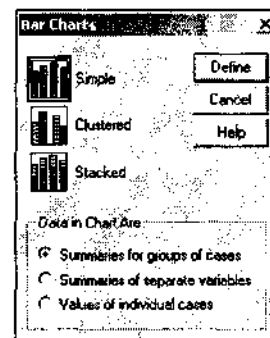 Bar Charts
Simple
Define
Cancel
Clustered
Help
Stacked
Data in Chart Are
Summaries for groups of cases
Summaries of separate variables
Values of individual cases